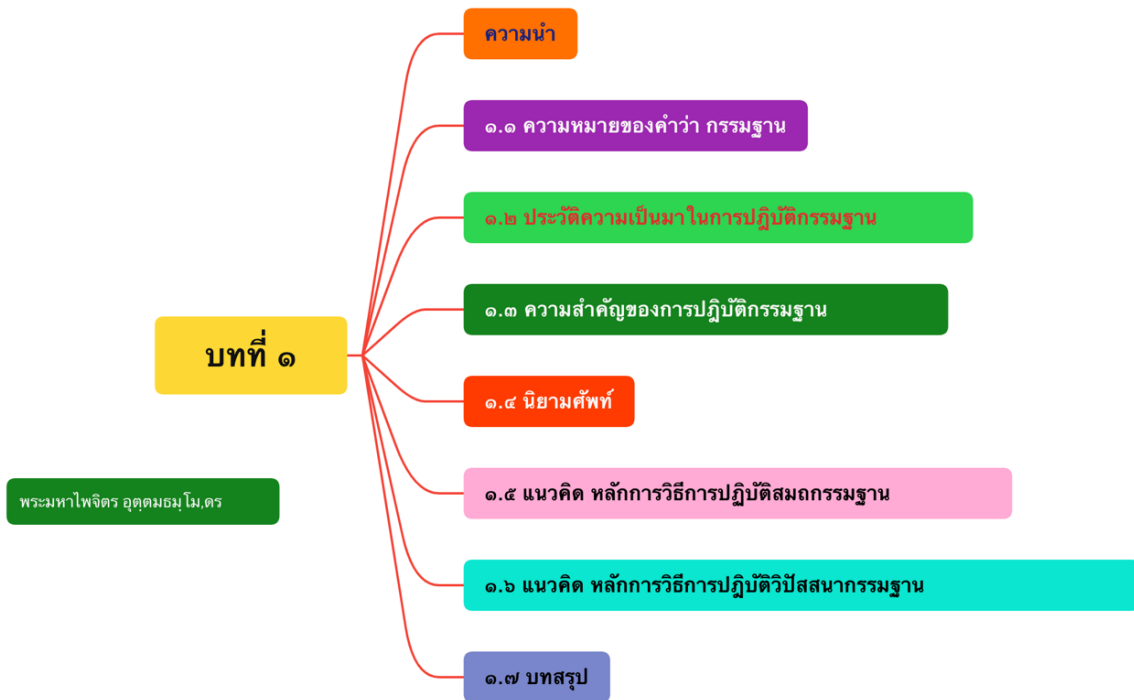 ความนำ
๑.๑ ความหมายของคำว่า กรรมฐาน
๑.๒ ประวัติความเป็นมาในการปฎิบัติกรรมฐาน
๑.๓ ความสำคัญของการปฎิบัติกรรมฐาน
บทที่ ๑
๑.๔ นิยามศัพท์
๑.๕ แนวคิด หลักการวิธีการปฏิบัติสมถกรรมฐาน
พระมหาไพจิตร อุตฺตมธมฺโม,ดร
๑.๖ แนวคิด หลักการวิธีการปฎิบัติวิปัสสนากรรมฐาน
๑.๗ บทสรุป